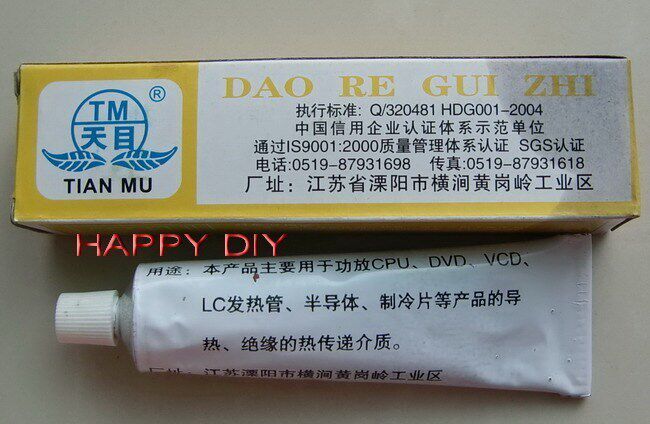 TM
天目
®
TIAN MU
DAO RE GUI ZHI
执行标准: Q/320481 HDG001-2004
中国信用企业认证体系示范单位
通过IS9001:2000质量管理体系认证 SGS认证
电话:0519-87931698 传真:0519-87931618
厂址: 江苏省溧阳市横涧黄岗岭工业区
HAPPY DIY
用途: 本产品主要用于功放CPU、DVD、VCD、
LC发热管、半导体、制冷片等产品的导
热、绝缘的热传递介质。
厂址: 江苏溧阳市横涧黄岗岭工业区